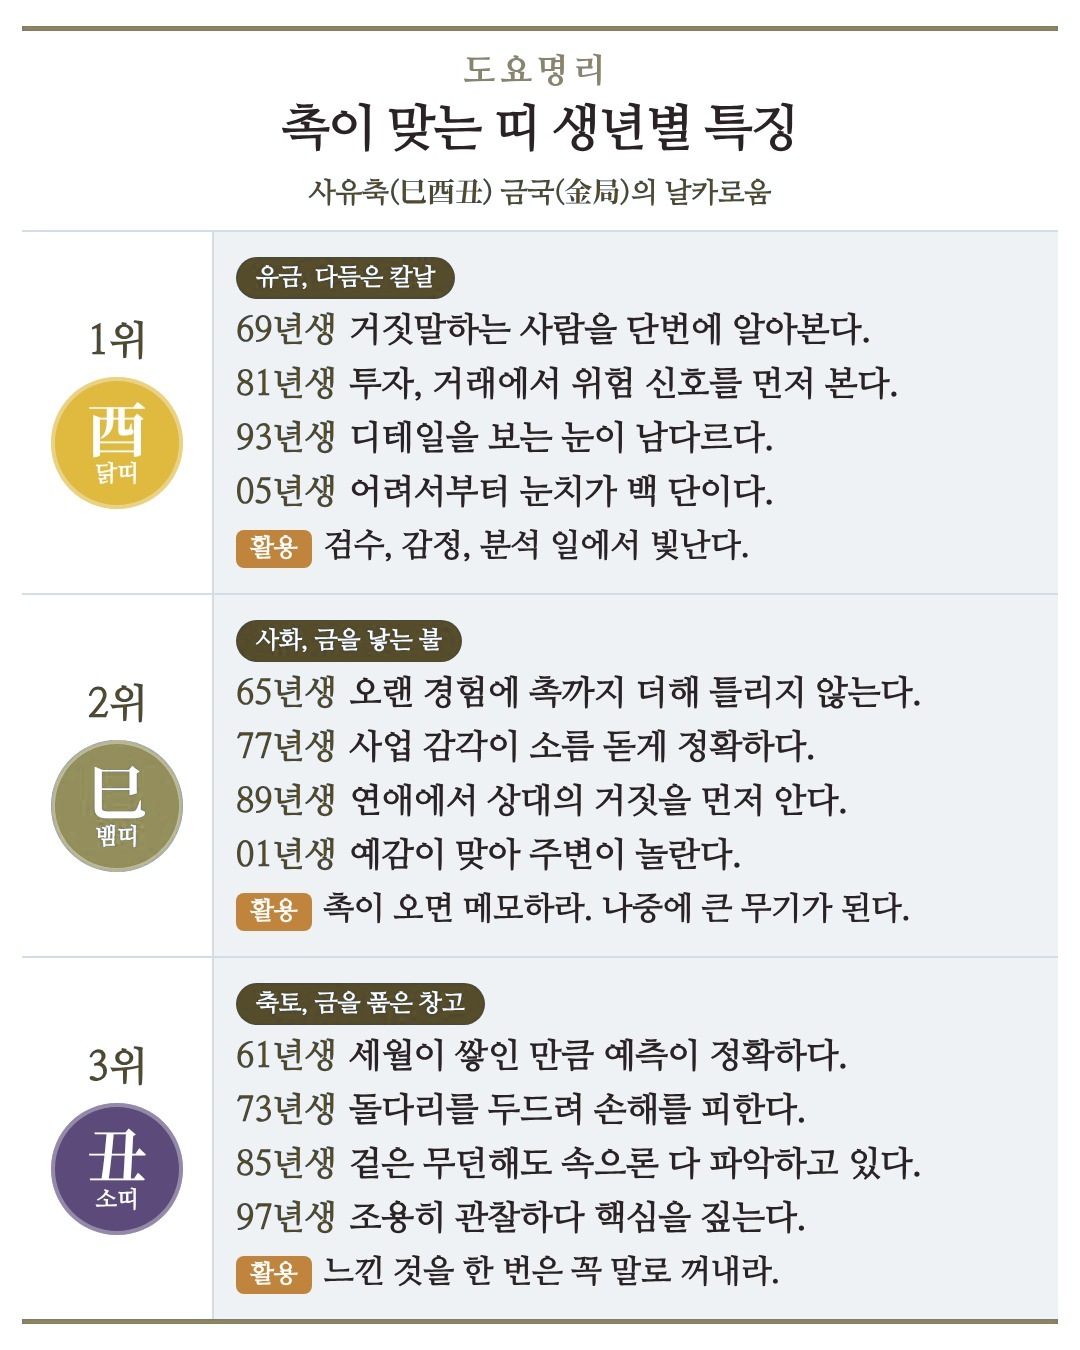 도요명리
촉이 맞는 띠 생년별 특징
사유축(巳酉丑) 금국(金局)의 날카로움
1위
酉
닭띠
유금, 다듬은 칼날
69년생 거짓말하는 사람을 단번에 알아본다.
81년생 투자, 거래에서 위험 신호를 먼저 본다.
93년생 디테일을 보는 눈이 남다르다.
05년생 어려서부터 눈치가 백 단이다.
활용 검수, 감정, 분석 일에서 빛난다.
2위
巳
뱀띠
사화, 금을 낳는 불
65년생 오랜 경험에 촉까지 더해 틀리지 않는다.
77년생 사업 감각이 소름 돋게 정확하다.
89년생 연애에서 상대의 거짓을 먼저 안다.
01년생 예감이 맞아 주변이 놀란다.
활용 촉이 오면 메모하라. 나중에 큰 무기가 된다.
3위
丑
소띠
축토, 금을 품은 창고
61년생 세월이 쌓인 만큼 예측이 정확하다.
73년생 돌다리를 두드려 손해를 피한다.
85년생 겉은 무던해도 속으론 다 파악하고 있다.
97년생 조용히 관찰하다 핵심을 짚는다.
활용 느낀 것을 한 번은 꼭 말로 꺼내라.